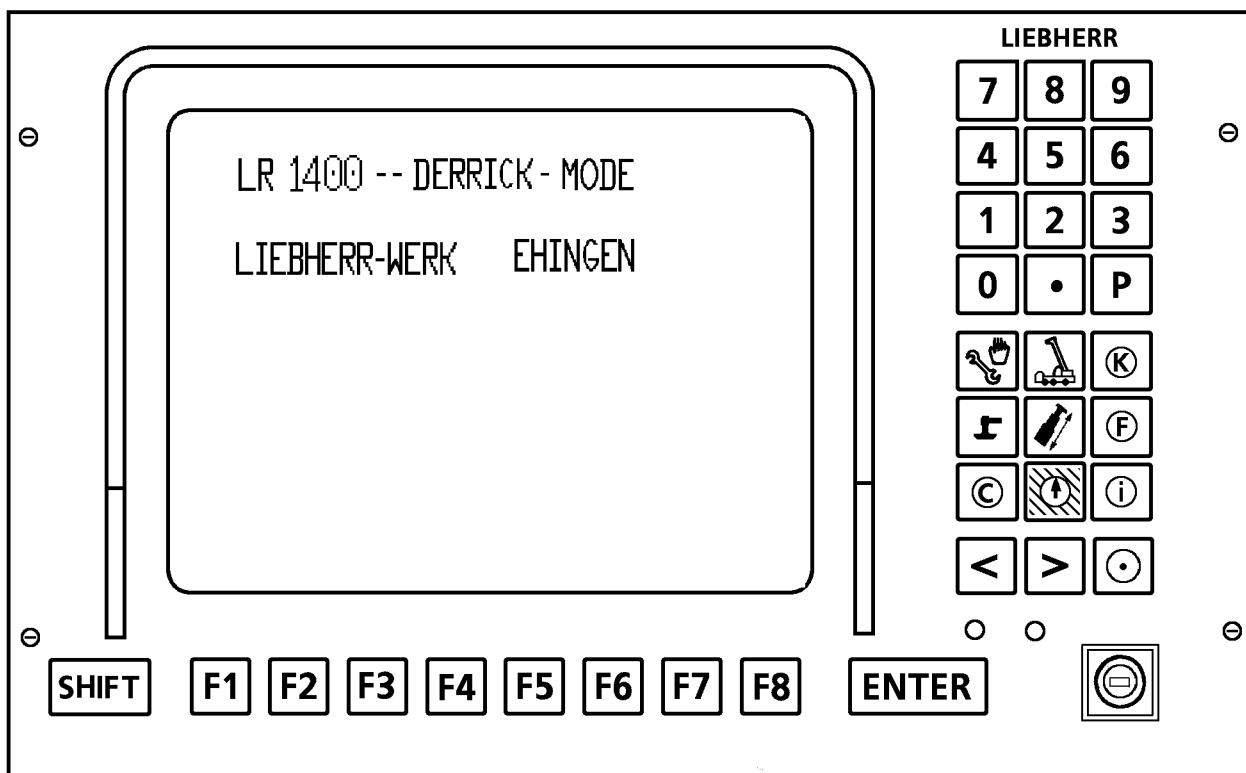 LIEBHERR
LR 1400 -- DERRICK - MODE
LIEBHERR-WERK EHINGEN
7 8 9
4 5 6
1 2 3
0 • P
K
F
C i
< >
SHIFT F1 F2 F3 F4 F5 F6 F7 F8 ENTER